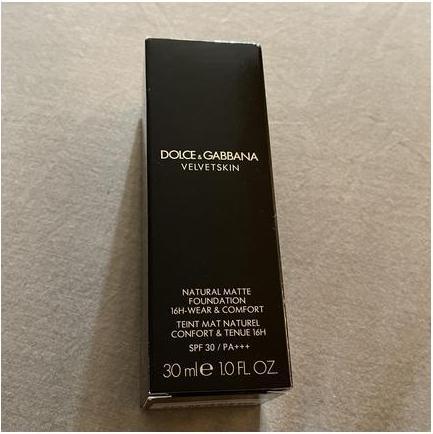 DOLCE & GABBANA
VELVETSKIN
NATURAL MATTE
FOUNDATION
16H-WEAR & COMFORT
TEINT MAT NATUREL
CONFORT & TENUE 16H
SPF 30 / PA+++
30 ml e 1.0 FL. OZ.